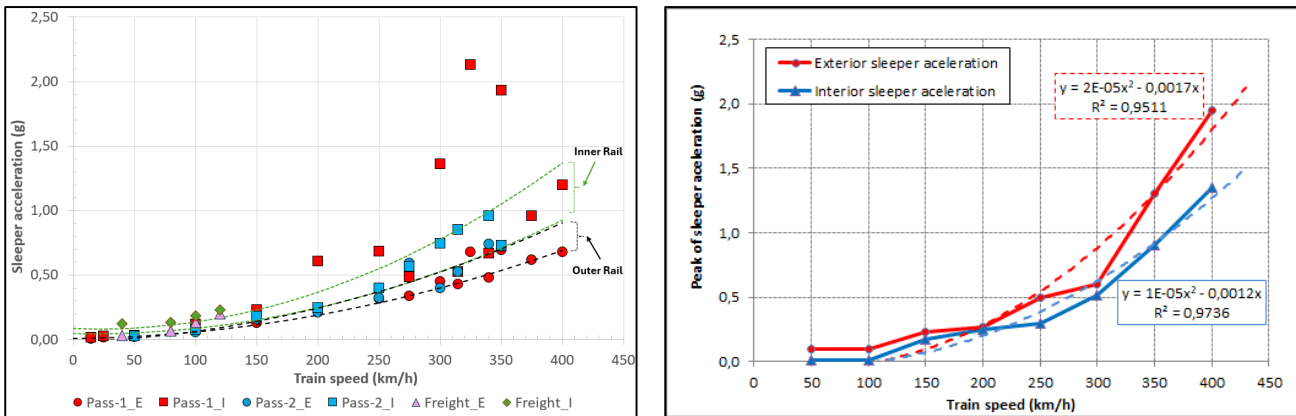 2,50
2,00
1,50
1,00
0,50
0,00
Sleeper acceleration (g)
Inner Rail
Outer Rail
0 50 100 150 200 250 300 350 400 450
Train speed (km/h)
Pass-1_E Pass-1_I Pass-2_E Pass-2_I Freight_E Freight_I
2,5
2,0
1,5
1,0
0,5
0,0
Peak of sleeper acceleration (g)
Exterior sleeper aceleration
Interior sleeper aceleration
y = 2E-05x² - 0,0017x
R² = 0,9511
y = 1E-05x² - 0,0012x
R² = 0,9736
0 50 100 150 200 250 300 350 400 450
Train speed (km/h)